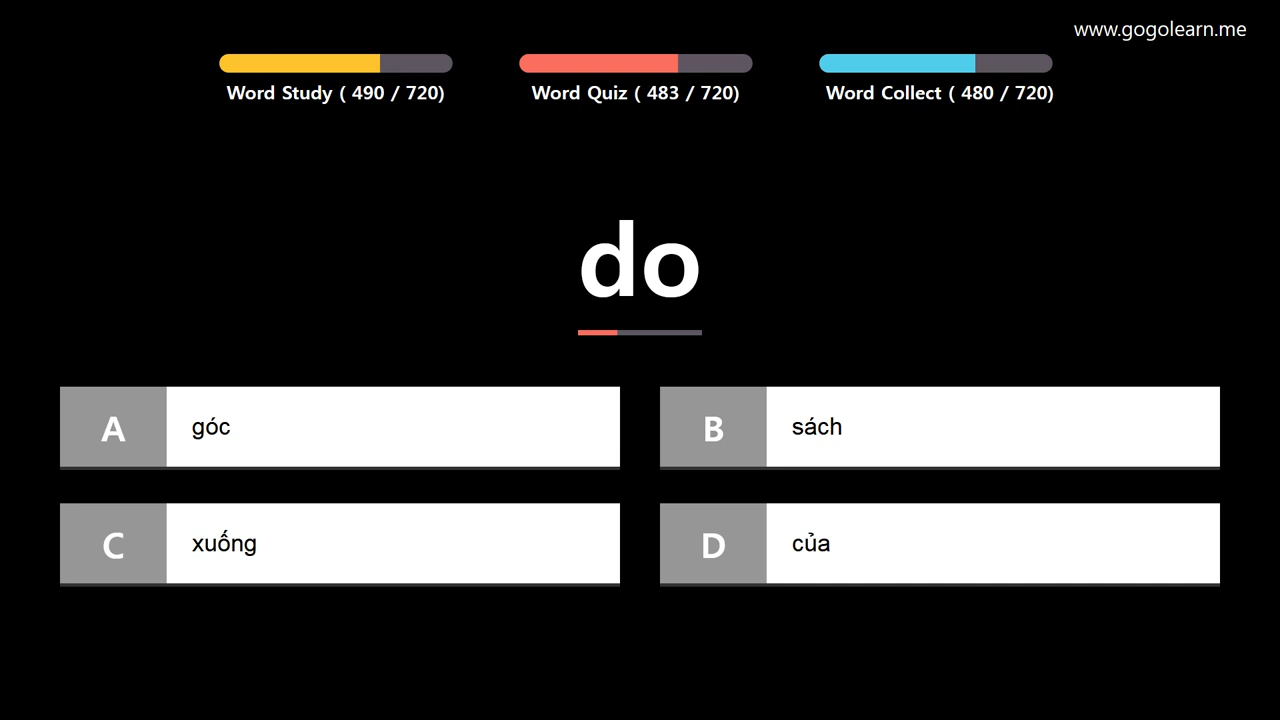 www.gogolearn.me
Word Study ( 490 / 720)
Word Quiz ( 483 / 720)
Word Collect ( 480 / 720)
do
A góc
B sách
C xuống
D của